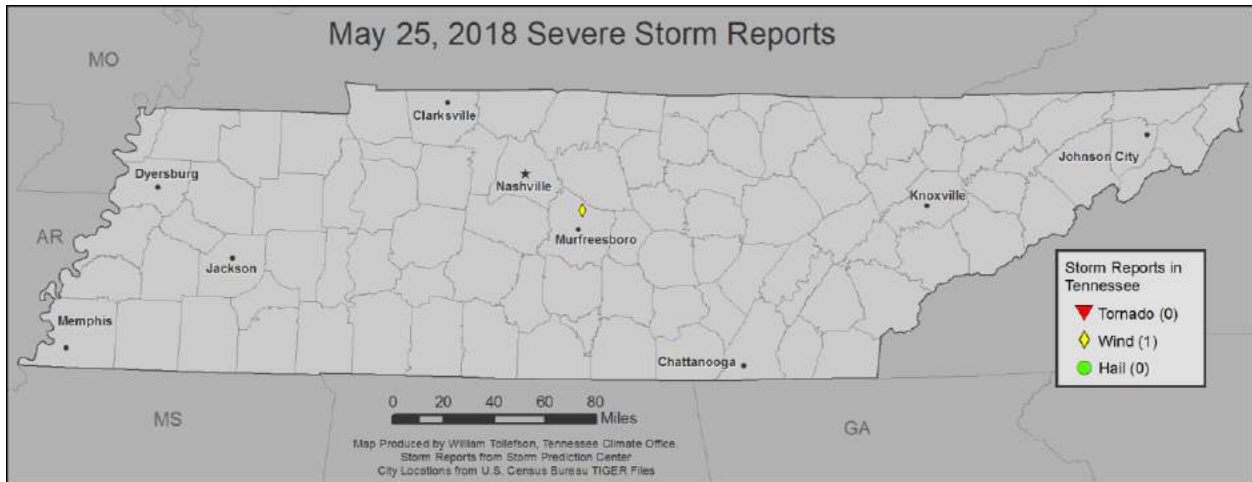 May 25, 2018 Severe Storm Reports
MO
Clarksville
Johnson City
Dyersburg
Nashville
Knoxville
AR
Murfreesboro
Jackson
Storm Reports in
Tennessee
Tornado (0)
Wind (1)
Hail (0)
Memphis
Chattanooga
0 20 40 60 80
Miles
MS
GA
Map Produced by William Tollefson, Tennessee Climate Office.
Storm Reports from Storm Prediction Center
City Locations from U.S. Census Bureau TIGER Files